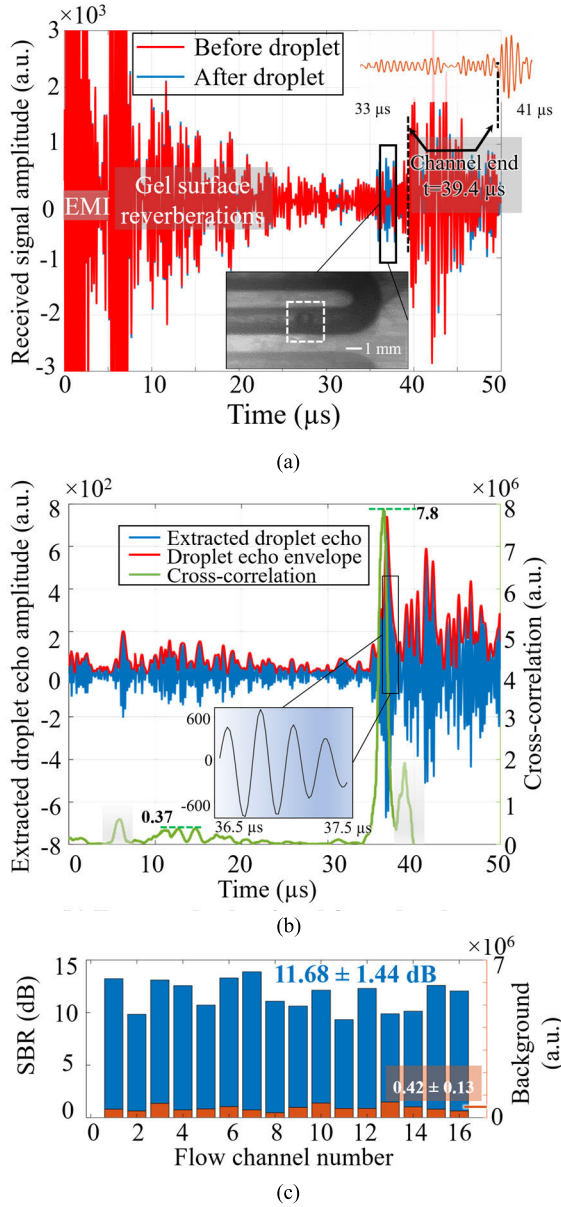 ×10³
Received signal amplitude (a.u.)
3
2
1
0
-1
-2
-3
Before droplet
After droplet
33 μs
41 μs
EMI
Gel surface
reverberations
Channel end
t=39.4 μs
1 mm
0
10
20
30
40
50
Time (μs)
(a)
×10²
×10⁶
Extracted droplet echo amplitude (a.u.)
8
6
4
2
0
-2
-4
-6
-8
Extracted droplet echo
Droplet echo envelope
Cross-correlation
7.8
0.37
600
0
-600
36.5 μs
37.5 μs
8
7
6
5
4
3
2
1
0
Cross-correlation (a.u.)
0
10
20
30
40
50
Time (μs)
(b)
×10⁶
SBR (dB)
15
10
5
0
11.68 ± 1.44 dB
0.42 ± 0.13
7
0
Background
(a.u.)
0
2
4
6
8
10
12
14
16
Flow channel number
(c)